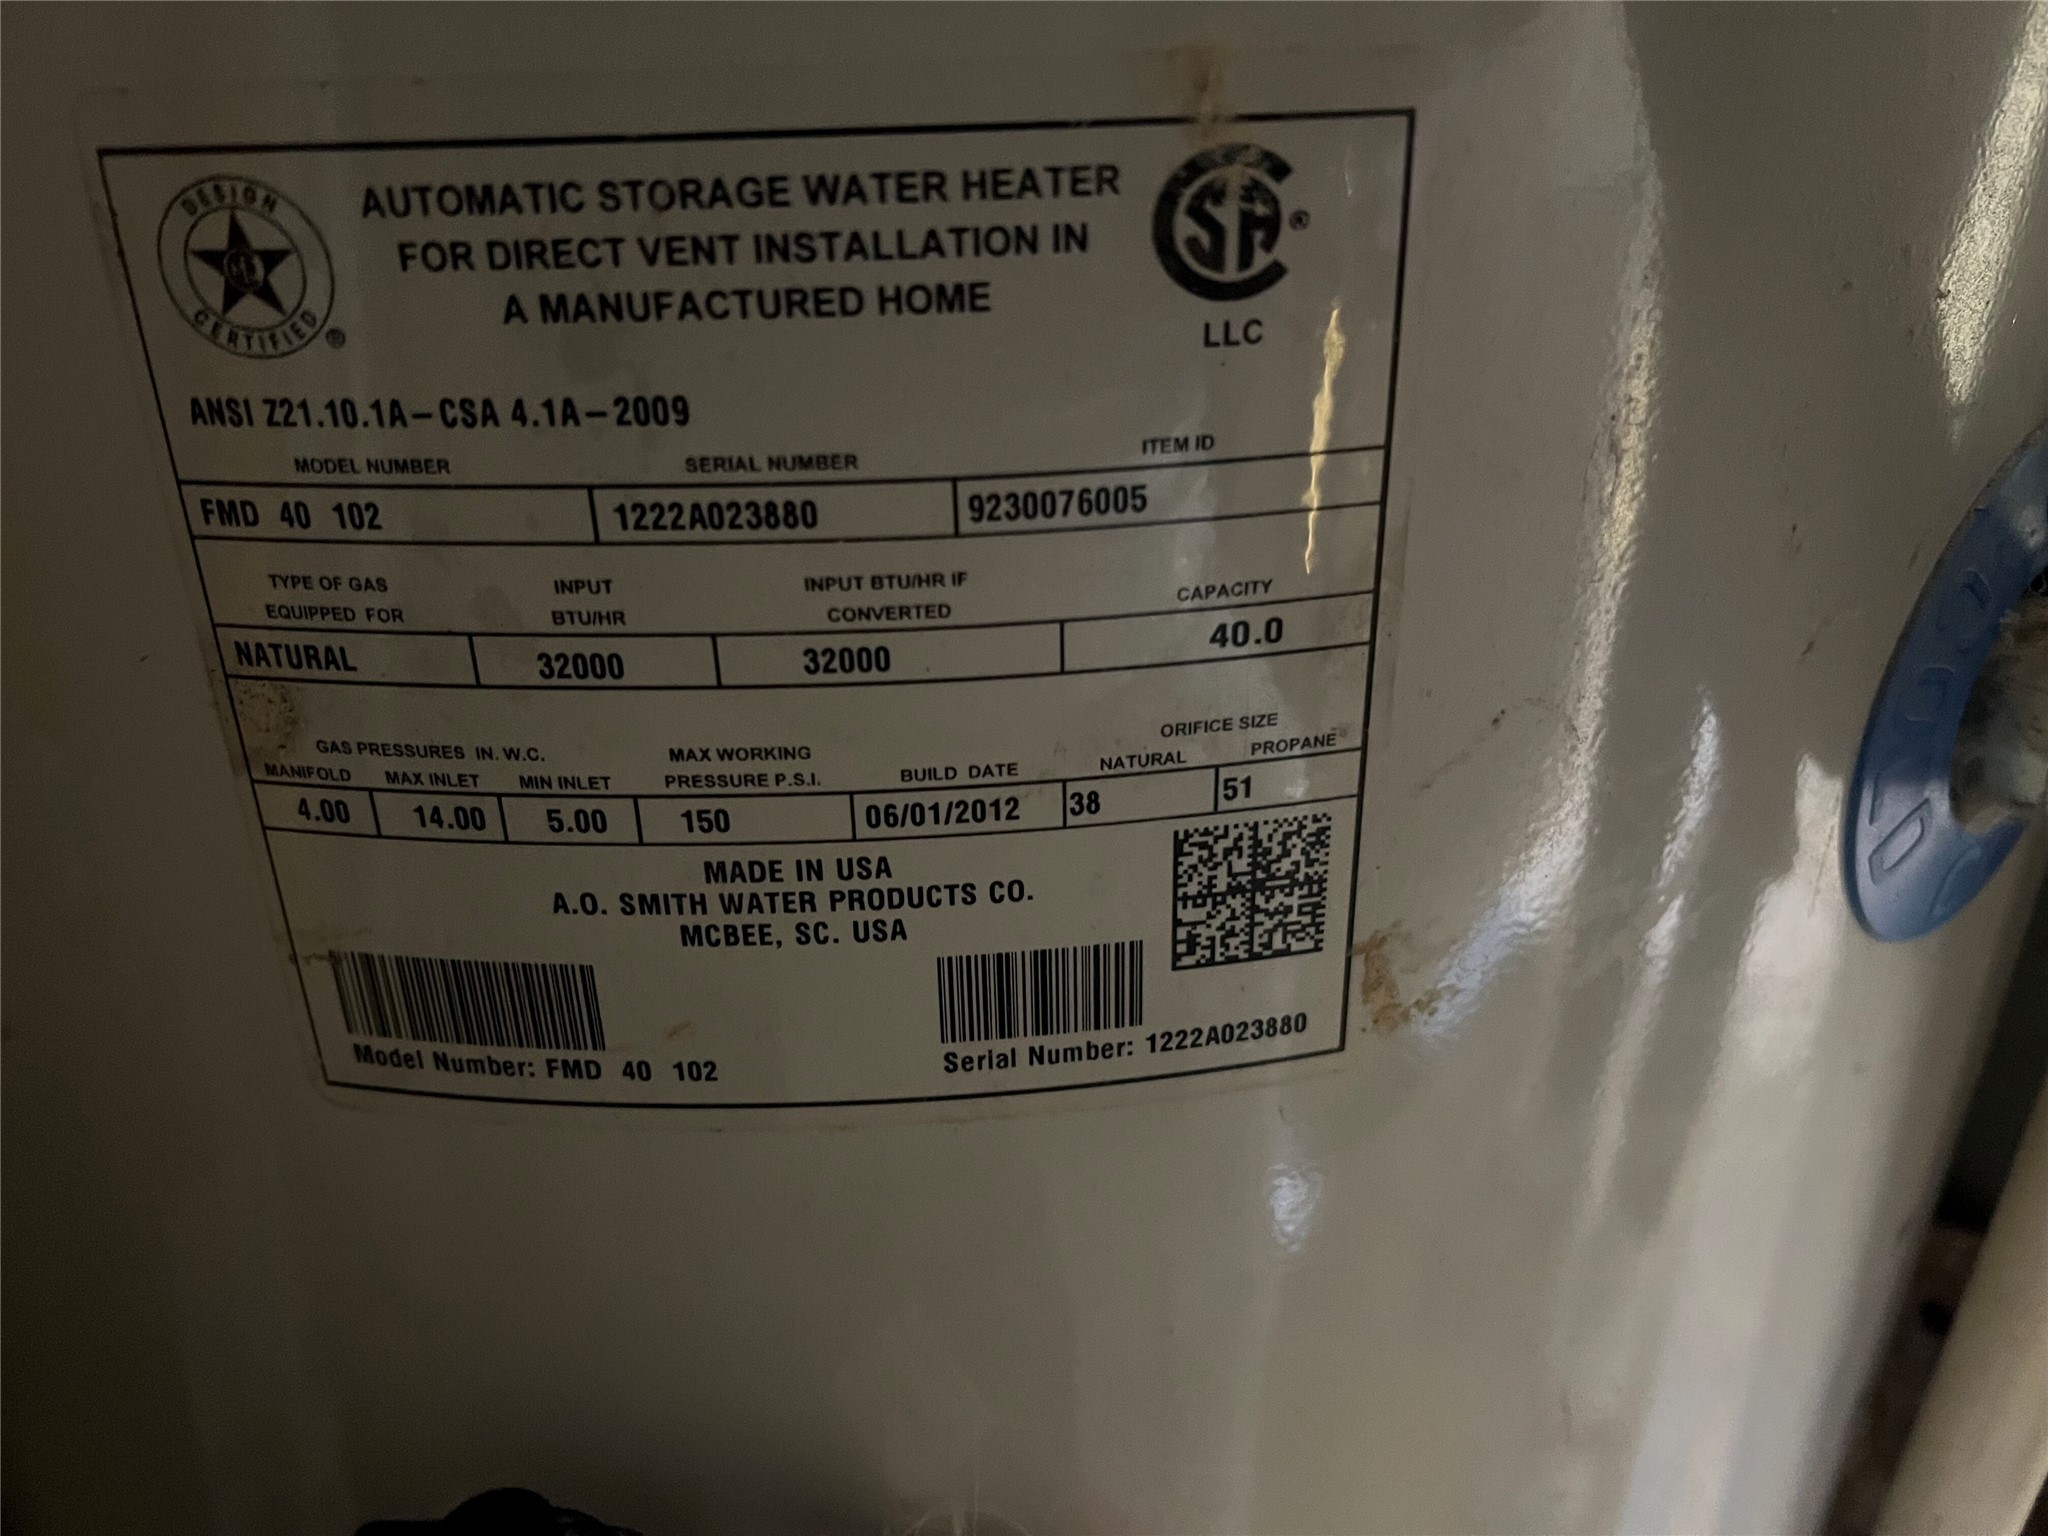 DESIGN
CERTIFIED ®
AUTOMATIC STORAGE WATER HEATER
FOR DIRECT VENT INSTALLATION IN
A MANUFACTURED HOME
CSA ®
LLC
ANSI Z21.10.1A–CSA 4.1A–2009
MODEL NUMBER SERIAL NUMBER ITEM ID
FMD 40 102 1222A023880 9230076005
TYPE OF GAS INPUT INPUT BTU/HR IF CAPACITY
EQUIPPED FOR BTU/HR CONVERTED
NATURAL 32000 32000 40.0
GAS PRESSURES IN. W.C. MAX WORKING ORIFICE SIZE
MANIFOLD MAX INLET MIN INLET PRESSURE P.S.I. BUILD DATE NATURAL PROPANE
4.00 14.00 5.00 150 06/01/2012 38 51
MADE IN USA
A.O. SMITH WATER PRODUCTS CO.
MCBEE, SC. USA
Model Number: FMD 40 102
Serial Number: 1222A023880